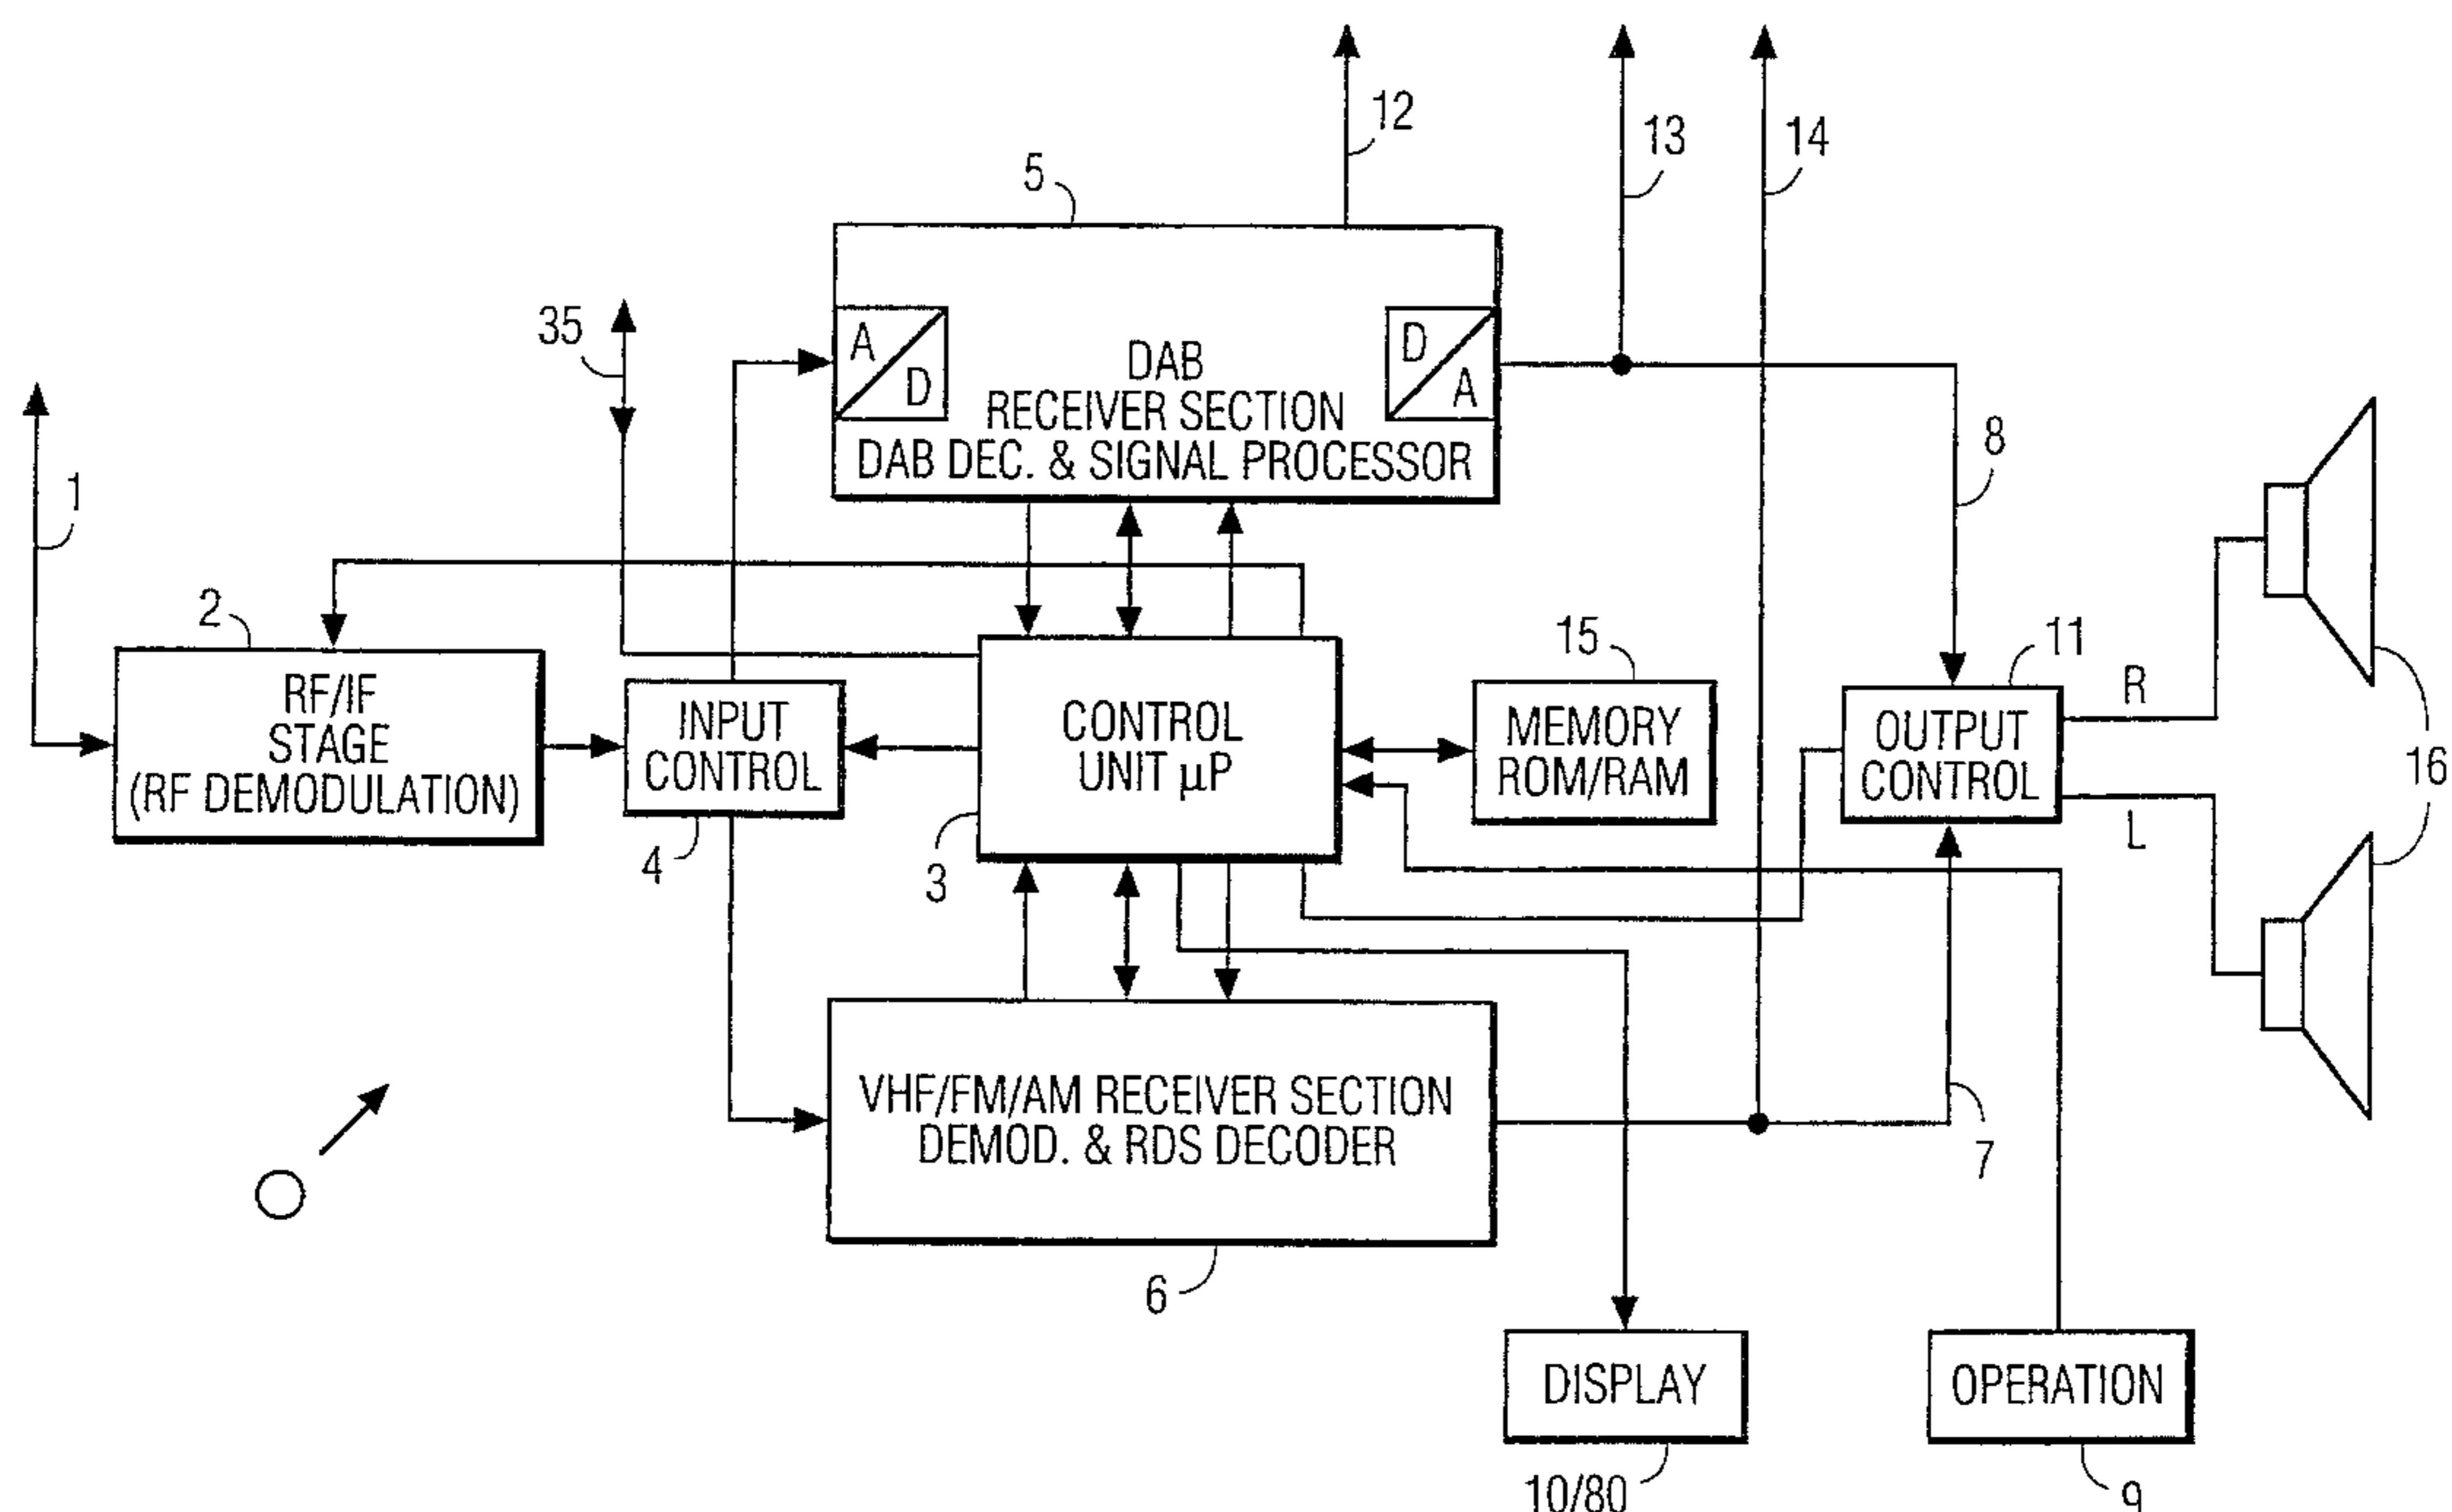 12
13
14
5
35
A
D
D
A
DAB
RECEIVER SECTION
DAB DEC. & SIGNAL PROCESSOR
8
1
2
RF/IF
STAGE
(RF DEMODULATION)
INPUT
CONTROL
4
CONTROL
UNIT µP
3
15
MEMORY
ROM/RAM
11
OUTPUT
CONTROL
R
L
16
VHF/FM/AM RECEIVER SECTION
DEMOD. & RDS DECODER
6
7
DISPLAY
10/80
OPERATION
9